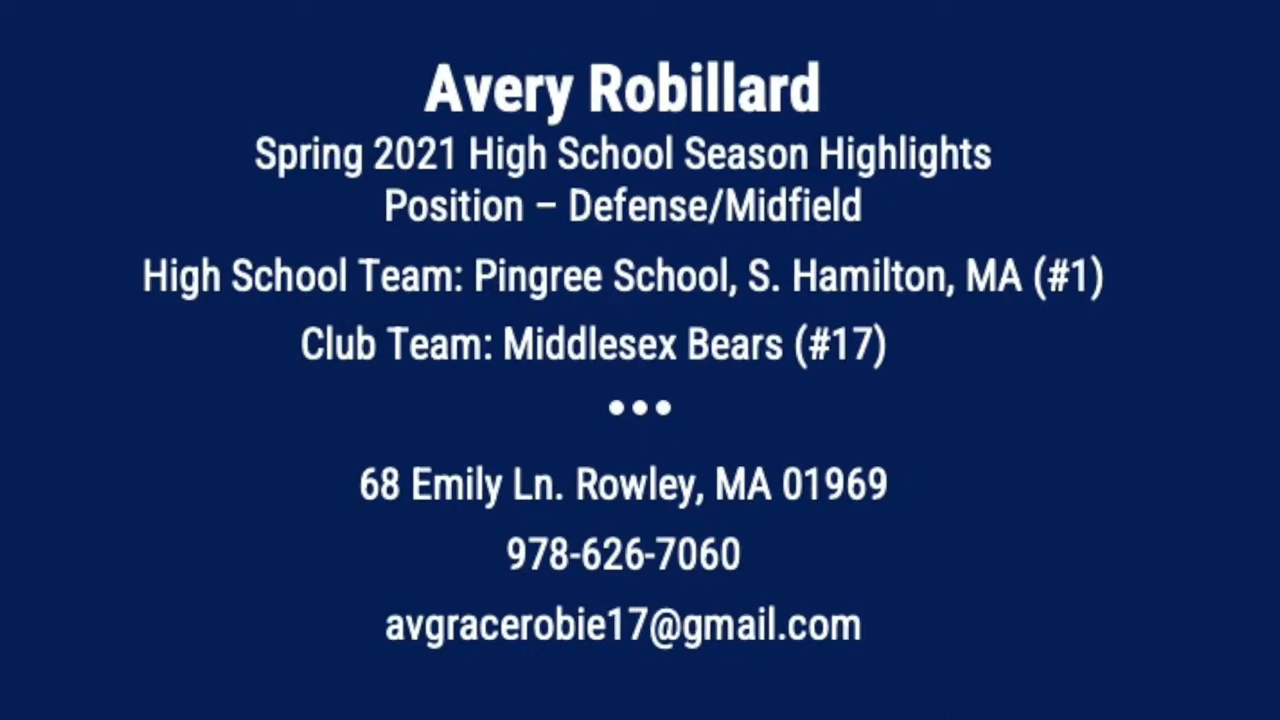 Avery Robillard
Spring 2021 High School Season Highlights
Position – Defense/Midfield
High School Team: Pingree School, S. Hamilton, MA (#1)
Club Team: Middlesex Bears (#17)
•••
68 Emily Ln. Rowley, MA 01969
978-626-7060
avgracerobie17@gmail.com